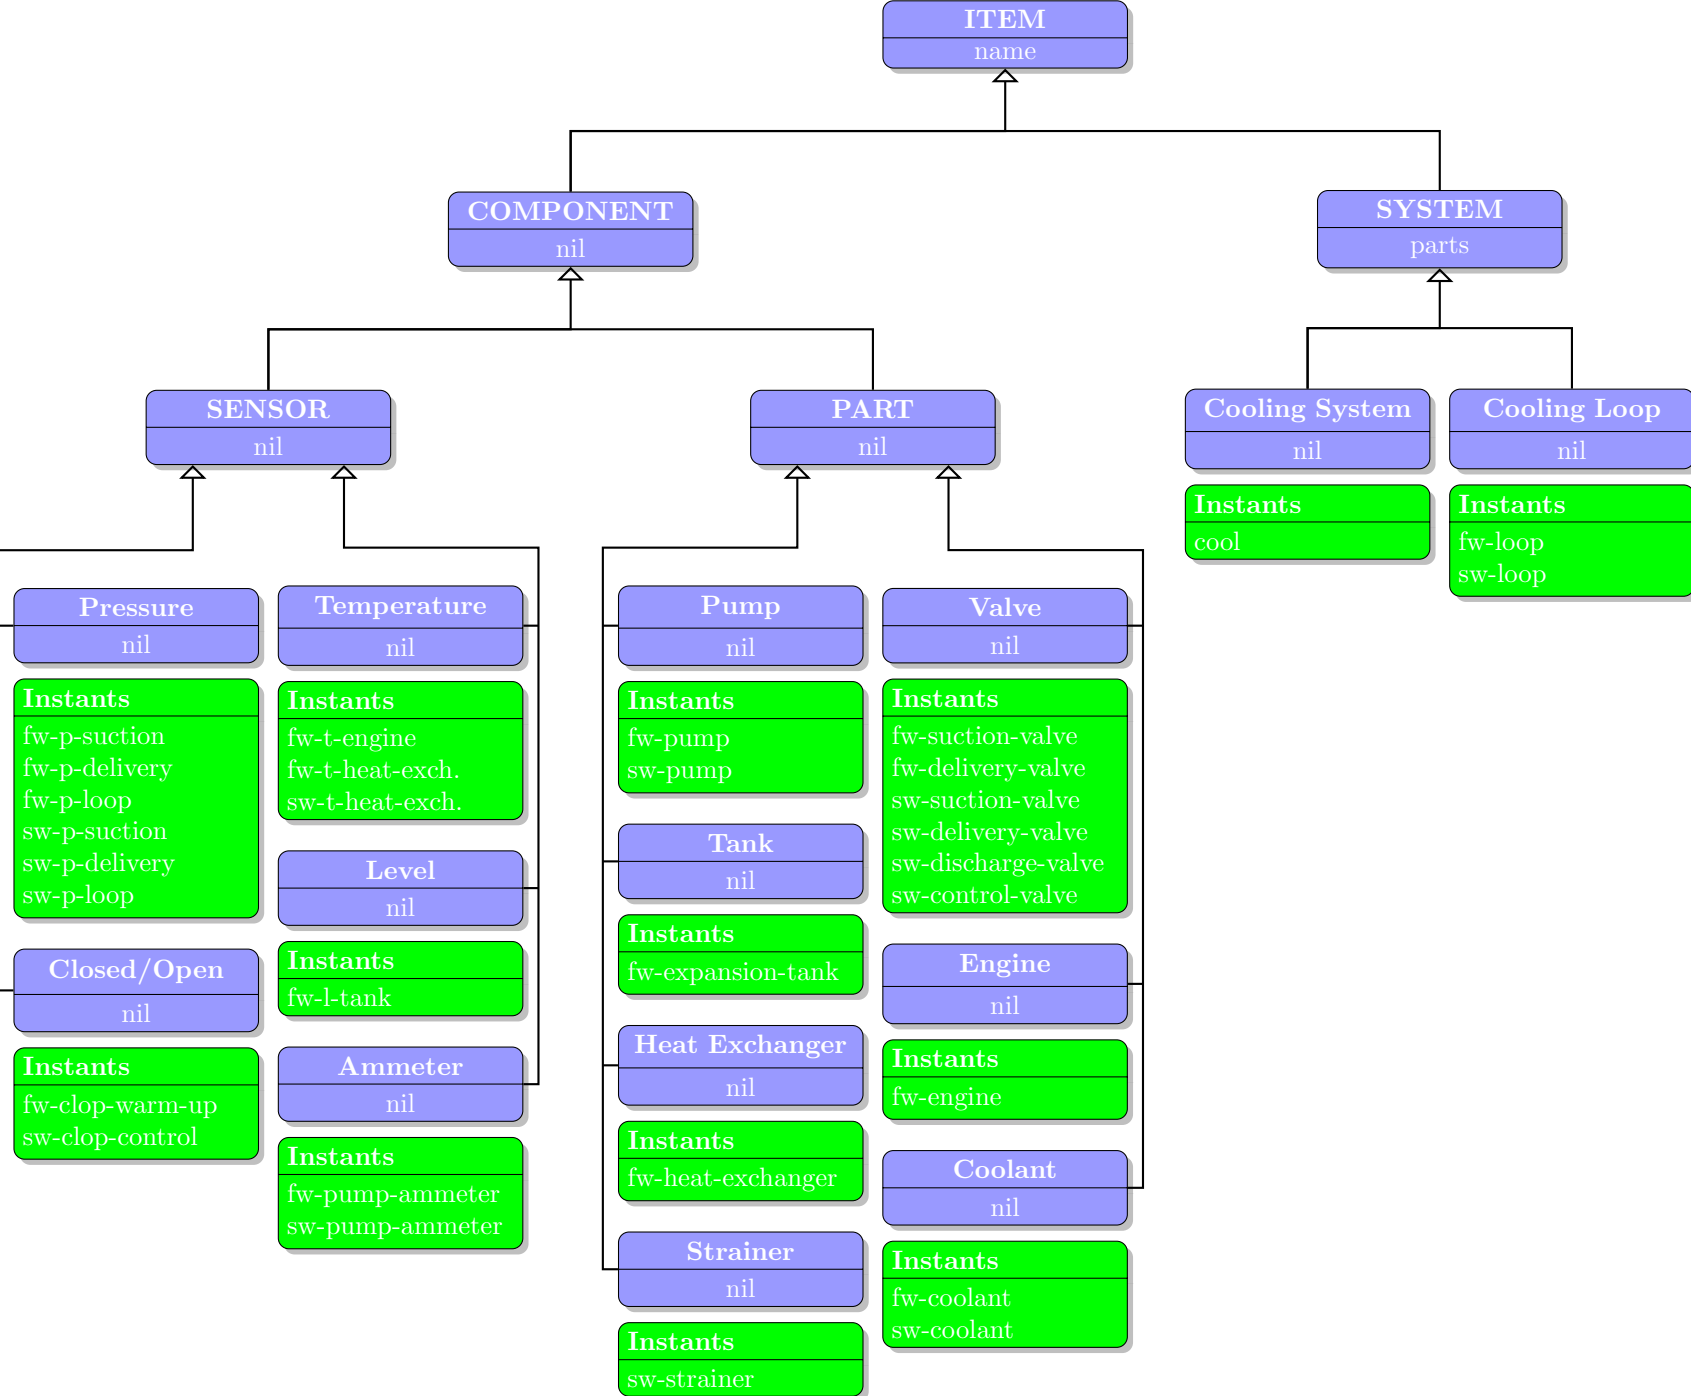 ITEM
name
COMPONENT
nil
SYSTEM
parts
SENSOR
nil
PART
nil
Cooling System
nil
Instants
cool
Cooling Loop
nil
Instants
fw-loop
sw-loop
Pressure
nil
Instants
fw-p-suction
fw-p-delivery
fw-p-loop
sw-p-suction
sw-p-delivery
sw-p-loop
Closed/Open
nil
Instants
fw-clop-warm-up
sw-clop-control
Temperature
nil
Instants
fw-t-engine
fw-t-heat-exch.
sw-t-heat-exch.
Level
nil
Instants
fw-l-tank
Ammeter
nil
Instants
fw-pump-ammeter
sw-pump-ammeter
Pump
nil
Instants
fw-pump
sw-pump
Tank
nil
Instants
fw-expansion-tank
Heat Exchanger
nil
Instants
fw-heat-exchanger
Strainer
nil
Instants
sw-strainer
Valve
nil
Instants
fw-suction-valve
fw-delivery-valve
sw-suction-valve
sw-delivery-valve
sw-discharge-valve
sw-control-valve
Engine
nil
Instants
fw-engine
Coolant
nil
Instants
fw-coolant
sw-coolant